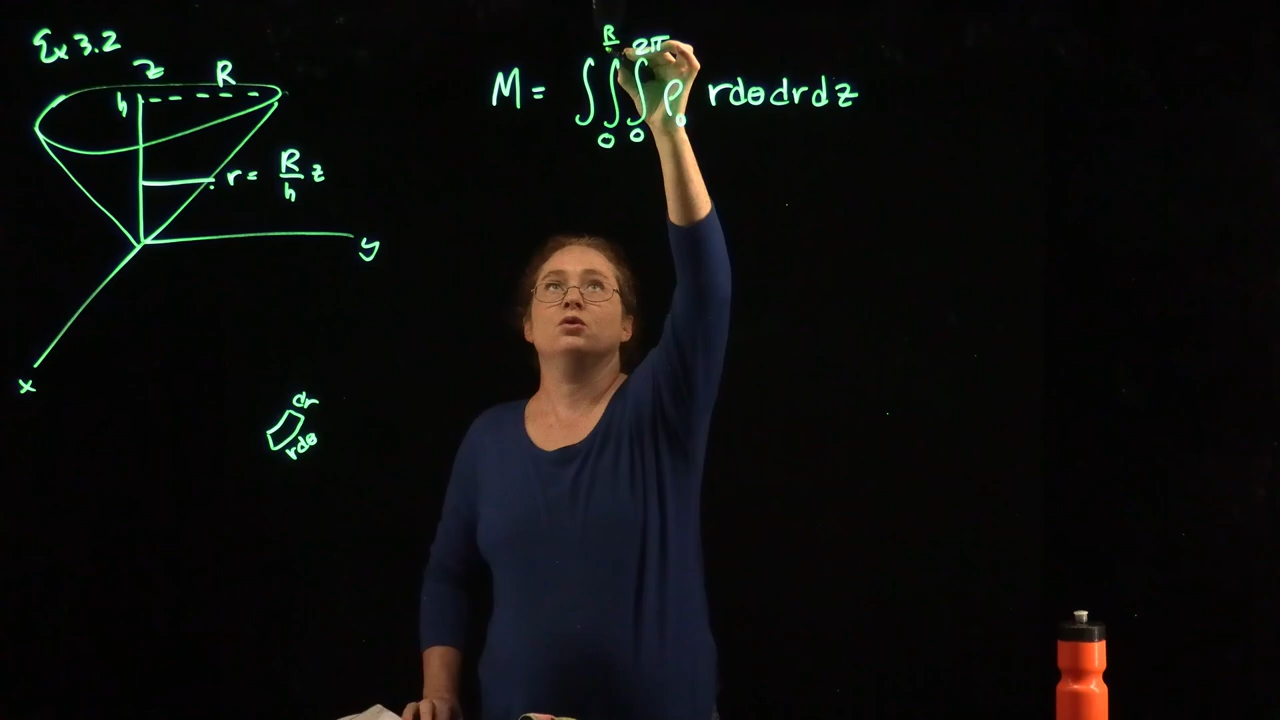 Ex 3.2
z
R
h
r = R/h z
y
x
dr
rdθ
M = ∫∫₀^R∫₀^2π ρ₀ rdθdrdz